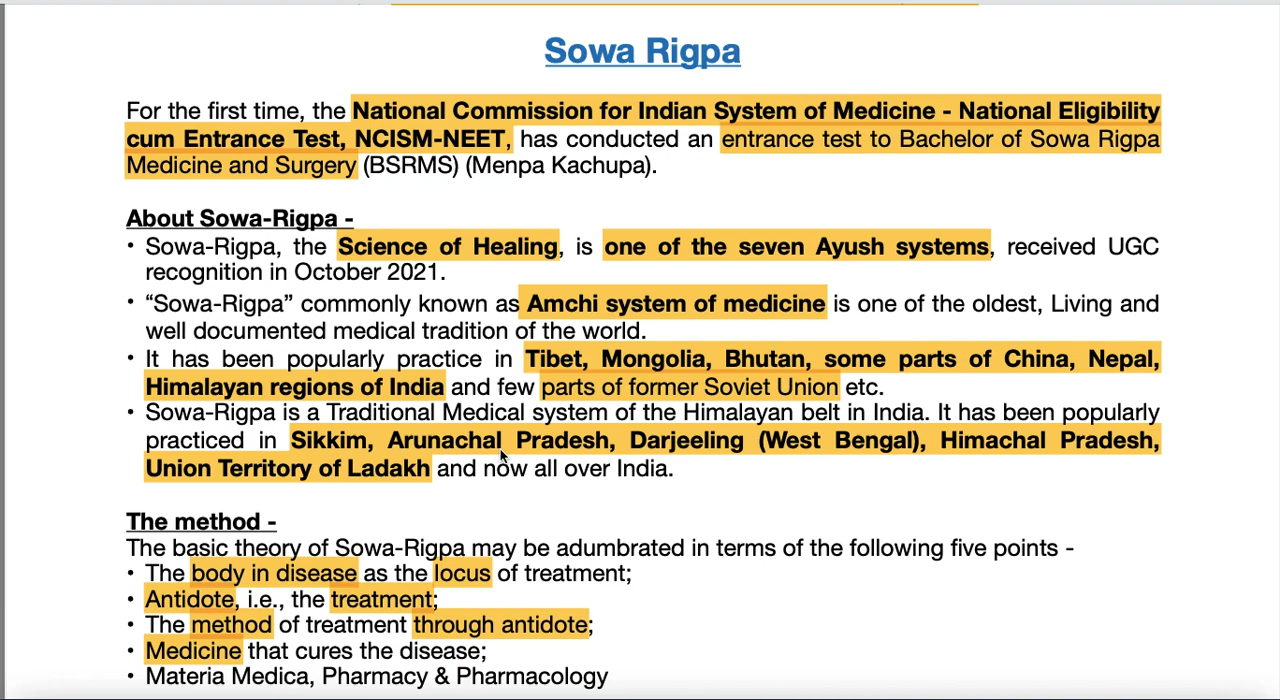 Sowa Rigpa
For the first time, the National Commission for Indian System of Medicine - National Eligibility
cum Entrance Test, NCISM-NEET, has conducted an entrance test to Bachelor of Sowa Rigpa
Medicine and Surgery (BSRMS) (Menpa Kachupa).
About Sowa-Rigpa -
• Sowa-Rigpa, the Science of Healing, is one of the seven Ayush systems, received UGC
recognition in October 2021.
• “Sowa-Rigpa” commonly known as Amchi system of medicine is one of the oldest, Living and
well documented medical tradition of the world.
• It has been popularly practice in Tibet, Mongolia, Bhutan, some parts of China, Nepal,
Himalayan regions of India and few parts of former Soviet Union etc.
• Sowa-Rigpa is a Traditional Medical system of the Himalayan belt in India. It has been popularly
practiced in Sikkim, Arunachal Pradesh, Darjeeling (West Bengal), Himachal Pradesh,
Union Territory of Ladakh and now all over India.
The method -
The basic theory of Sowa-Rigpa may be adumbrated in terms of the following five points -
• The body in disease as the locus of treatment;
• Antidote, i.e., the treatment;
• The method of treatment through antidote;
• Medicine that cures the disease;
• Materia Medica, Pharmacy & Pharmacology